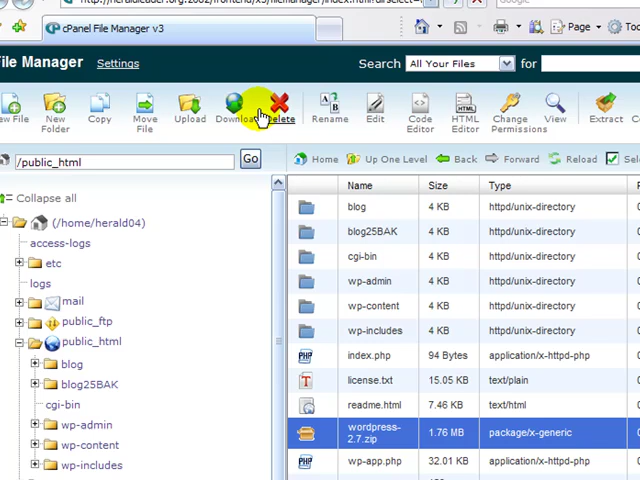 cPanel File Manager v3
Page
Too
File Manager Settings
Search All Your Files for
New File
New Folder
Copy
Move File
Upload
Download
Delete
Rename
Edit
Code Editor
HTML Editor
Change Permissions
View
Extract
/public_html Go
Home Up One Level Back Forward Reload Sele
Collapse all
(/home/herald04)
access-logs
etc
logs
mail
public_ftp
public_html
blog
blog25BAK
cgi-bin
wp-admin
wp-content
wp-includes
Name Size Type
blog 4 KB httpd/unix-directory
blog25BAK 4 KB httpd/unix-directory
cgi-bin 4 KB httpd/unix-directory
wp-admin 4 KB httpd/unix-directory
wp-content 4 KB httpd/unix-directory
wp-includes 4 KB httpd/unix-directory
index.php 94 Bytes application/x-httpd-php
license.txt 15.05 KB text/plain
readme.html 7.46 KB text/html
wordpress-2.7.zip 1.76 MB package/x-generic
wp-app.php 32.01 KB application/x-httpd-php